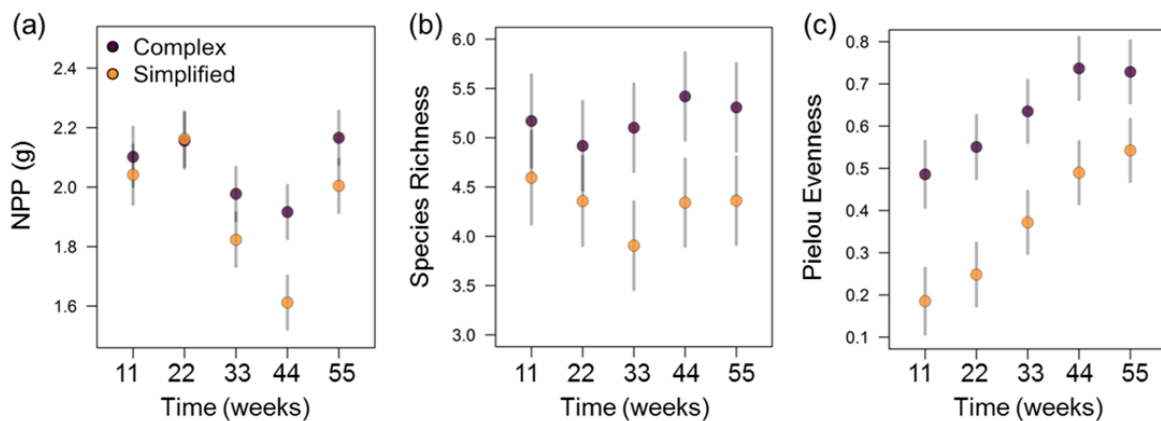 (a)
NPP (g)
2.4
2.2
2.0
1.8
1.6
Complex
Simplified
11 22 33 44 55
Time (weeks)
(b)
Species Richness
6.0
5.5
5.0
4.5
4.0
3.5
3.0
11 22 33 44 55
Time (weeks)
(c)
Pielou Evenness
0.8
0.7
0.6
0.5
0.4
0.3
0.2
0.1
11 22 33 44 55
Time (weeks)